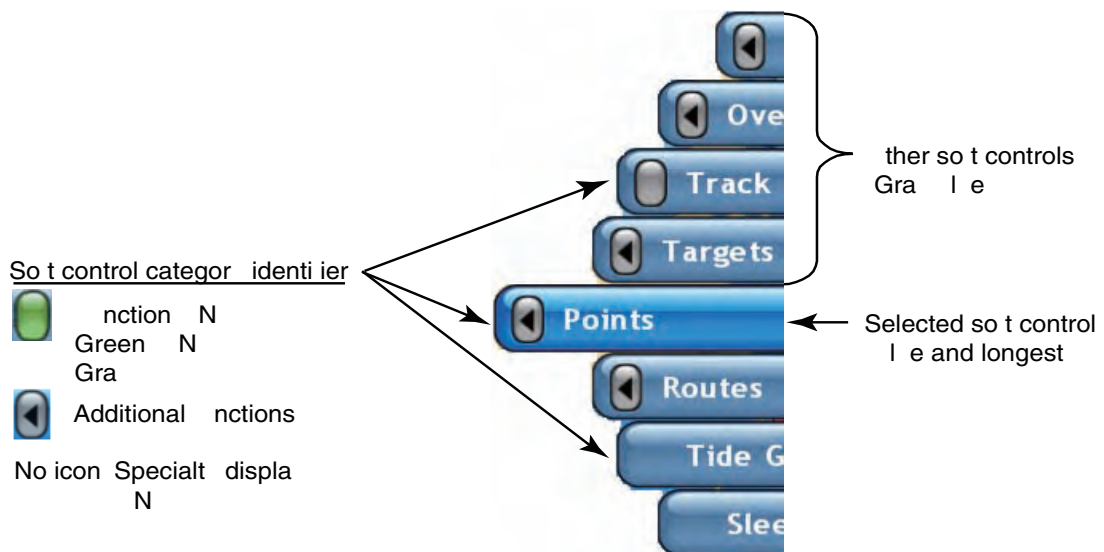 Ove
Track
Targets
Points
Routes
Tide G
Slee
ther so t controls
Gra l e
Selected so t control
l e and longest
So t control categor identi ier
nction N
Green N
Gra
Additional nctions
No icon Specialt displa
N